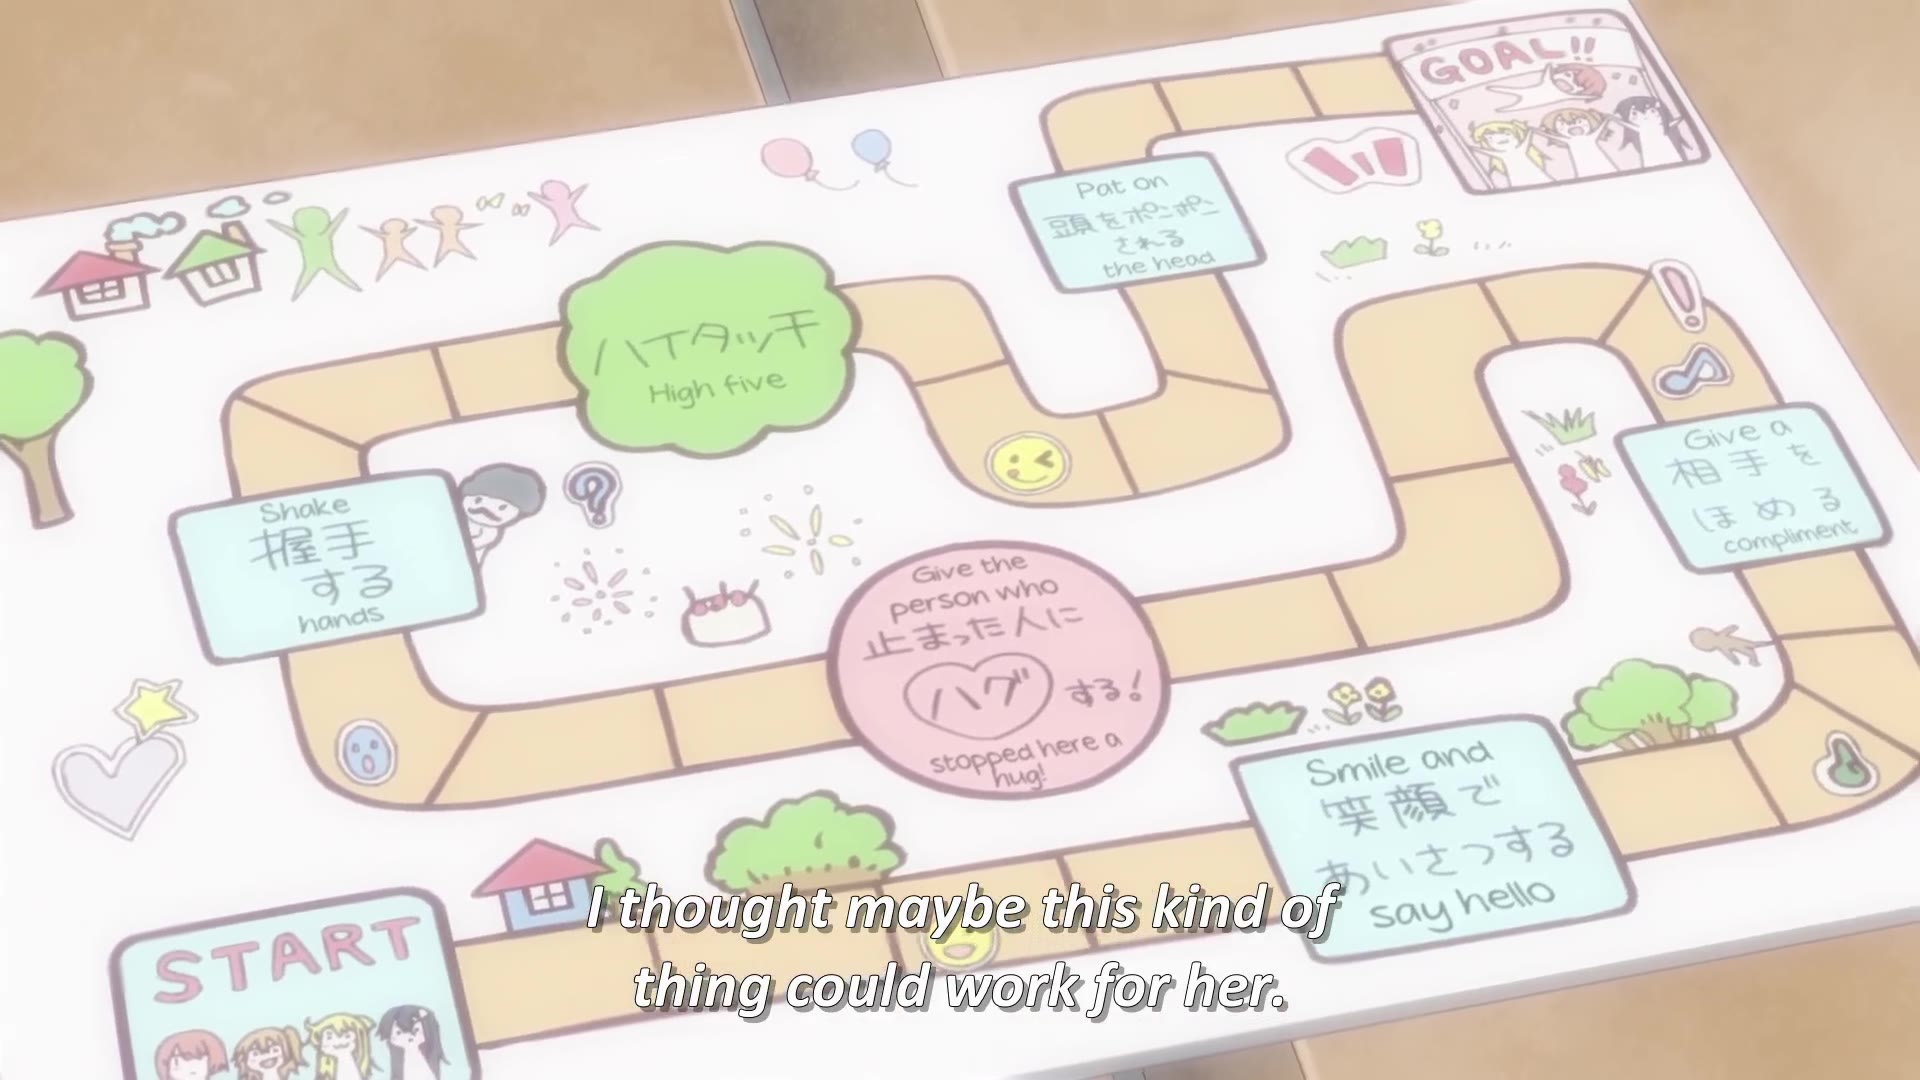 GOAL!!
Pat on
頭をポンポン
される
the head
ハイタッチ
High five
Give a
相手を
ほめる
compliment
Shake
握手
する
hands
Give the
person who
止まった人に
ハグする!
stopped here a
hug!
Smile and
笑顔で
あいさつする
say hello
START
I thought maybe this kind of
thing could work for her.